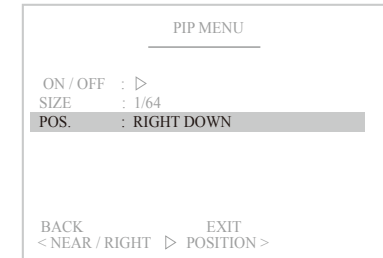 PIP MENU
ON / OFF : ▷
SIZE : 1/64
POS. : RIGHT DOWN
BACK EXIT
< NEAR / RIGHT ▷ POSITION >